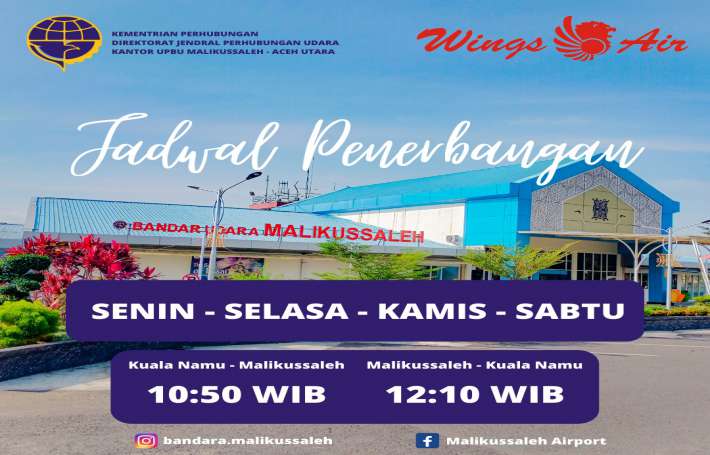 KEMENTRIAN PERHUBUNGAN
DIREKTORAT JENDRAL PERHUBUNGAN UDARA
KANTOR UPBU MALIKUSSALEH - ACEH UTARA
Wings Air
Jadwal Penerbangan
BANDAR UDARA MALIKUSSALEH
SENIN - SELASA - KAMIS - SABTU
Kuala Namu - Malikussaleh
10:50 WIB
Malikussaleh - Kuala Namu
12:10 WIB
bandara.malikussaleh
Malikussaleh Airport